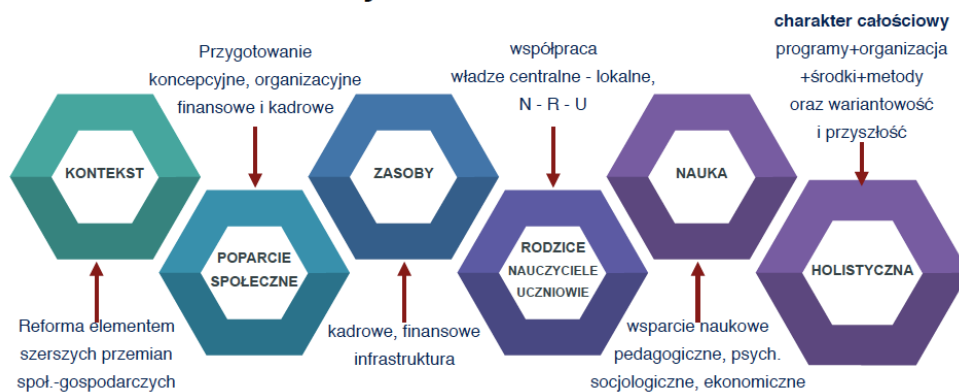 KONTEKST
Reforma elementem
szerszych przemian
społ.-gospodarczych
Przygotowanie
koncepcyjne, organizacyjne
finansowe i kadrowe
POPARCIE
SPOŁECZNE
ZASOBY
kadrowe, finansowe
infrastruktura
współpraca
władze centralne - lokalne,
N - R - U
RODZICE
NAUCZYCIELE
UCZNIOWIE
NAUKA
wsparcie naukowe
pedagogiczne, psych.
socjologiczne, ekonomiczne
charakter całościowy
programy+organizacja
+środki+metody
oraz wariantowość
i przyszłość
HOLISTYCZNA